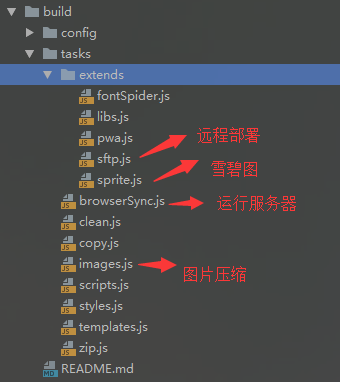 build
config
tasks
extends
fontSpider.js
libs.js
pwa.js
远程部署
sftp.js
雪碧图
sprite.js
browserSync.js
运行服务器
clean.js
copy.js
images.js
图片压缩
scripts.js
styles.js
templates.js
zip.js
README.md